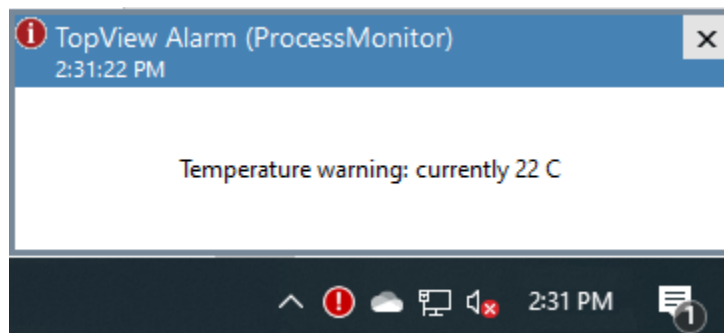 TopView Alarm (ProcessMonitor)
2:31:22 PM
Temperature warning: currently 22 C
2:31 PM
1